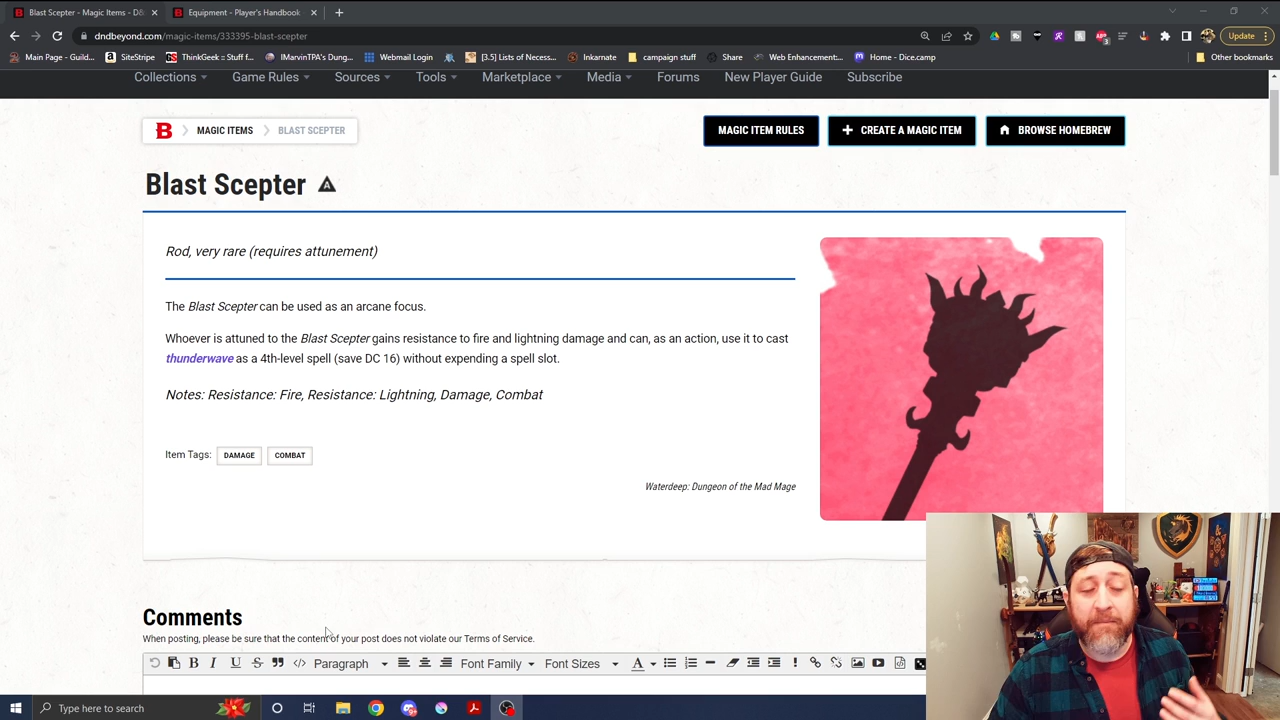 Blast Scepter - Magic Items - D&
Equipment - Player's Handbook
dndbeyond.com/magic-items/333395-blast-scepter
Update
Main Page - Guild...
SiteStripe
ThinkGeek :: Stuff f...
IMarvinTPA's Dung...
Webmail Login
[3.5] Lists of Necess...
Inkarnate
campaign stuff
Share
Web Enhancement:...
Home - Dice.camp
Other bookmarks
Collections Game Rules Sources Tools Marketplace Media Forums New Player Guide Subscribe
MAGIC ITEMS BLAST SCEPTER
MAGIC ITEM RULES
CREATE A MAGIC ITEM
BROWSE HOMEBREW
Blast Scepter
Rod, very rare (requires attunement)
The Blast Scepter can be used as an arcane focus.
Whoever is attuned to the Blast Scepter gains resistance to fire and lightning damage and can, as an action, use it to cast
thunderwave as a 4th-level spell (save DC 16) without expending a spell slot.
Notes: Resistance: Fire, Resistance: Lightning, Damage, Combat
Item Tags: DAMAGE COMBAT
Waterdeep: Dungeon of the Mad Mage
Comments
When posting, please be sure that the content of your post does not violate our Terms of Service.
B I U S Paragraph Font Family Font Sizes A
Type here to search